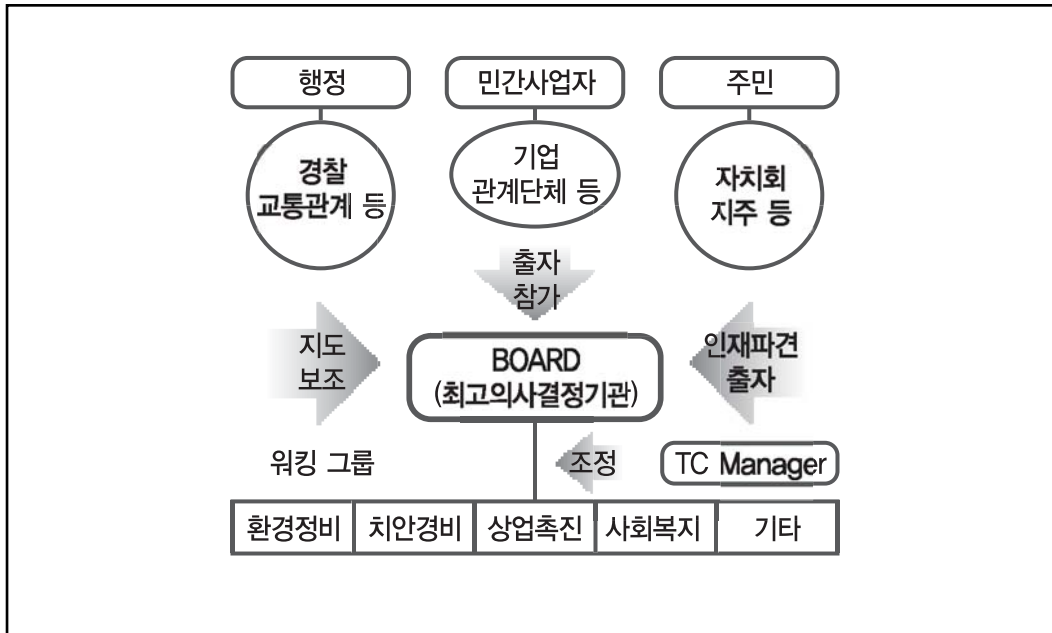 행정
민간사업자
주민
경찰
교통관계 등
기업
관계단체 등
자치회
지주 등
출자
참가
지도
보조
BOARD
(최고의사결정기관)
인재파견
출자
워킹 그룹
조정
TC Manager
환경정비
치안경비
상업촉진
사회복지
기타